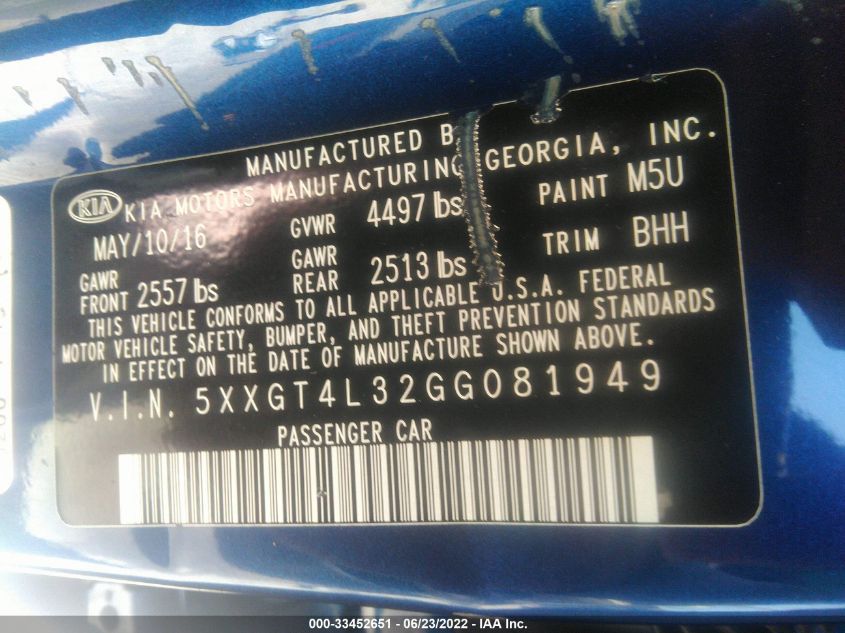 MANUFACTURED B
KIA KIA MOTORS MANUFACTURING GEORGIA, INC.
MAY/10/16 GVWR 4497 lbs PAINT M5U
GAWR FRONT 2557 lbs GAWR REAR 2513 lbs TRIM BHH
THIS VEHICLE CONFORMS TO ALL APPLICABLE U.S.A. FEDERAL
MOTOR VEHICLE SAFETY, BUMPER, AND THEFT PREVENTION STANDARDS
IN EFFECT ON THE DATE OF MANUFACTURE SHOWN ABOVE.
V.I.N. 5XXGT4L32GG081949
PASSENGER CAR
000-33452651 - 06/23/2022 - IAA Inc.